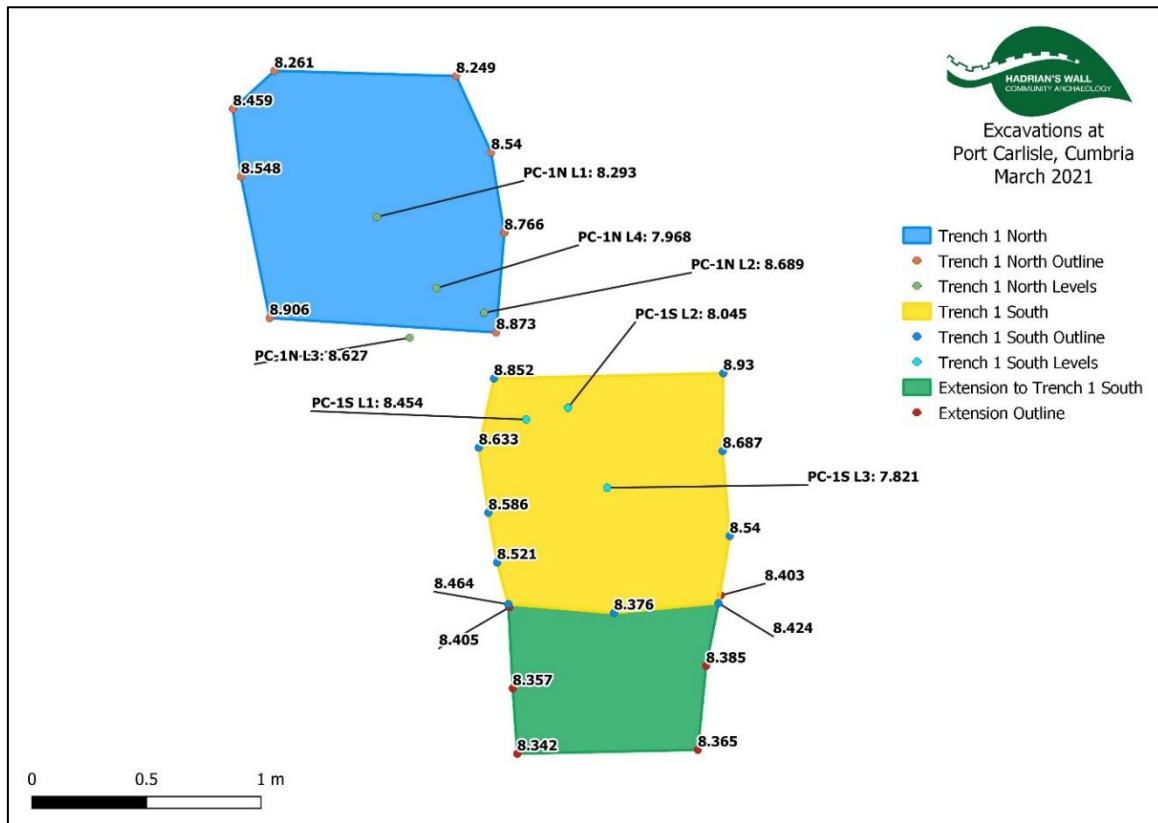 HADRIAN'S WALL
COMMUNITY ARCHAEOLOGY
Excavations at
Port Carlisle, Cumbria
March 2021
Trench 1 North
Trench 1 North Outline
Trench 1 North Levels
Trench 1 South
Trench 1 South Outline
Trench 1 South Levels
Extension to Trench 1 South
Extension Outline
8.261
8.249
8.459
8.54
8.548
PC-1N L1: 8.293
8.766
PC-1N L4: 7.968
PC-1N L2: 8.689
8.906
8.873
PC-1S L2: 8.045
PC-1N L3: 8.627
8.852
8.93
PC-1S L1: 8.454
8.633
8.687
PC-1S L3: 7.821
8.586
8.54
8.521
8.464
8.403
8.376
8.405
8.424
8.385
8.357
8.342
8.365
0 0.5 1 m